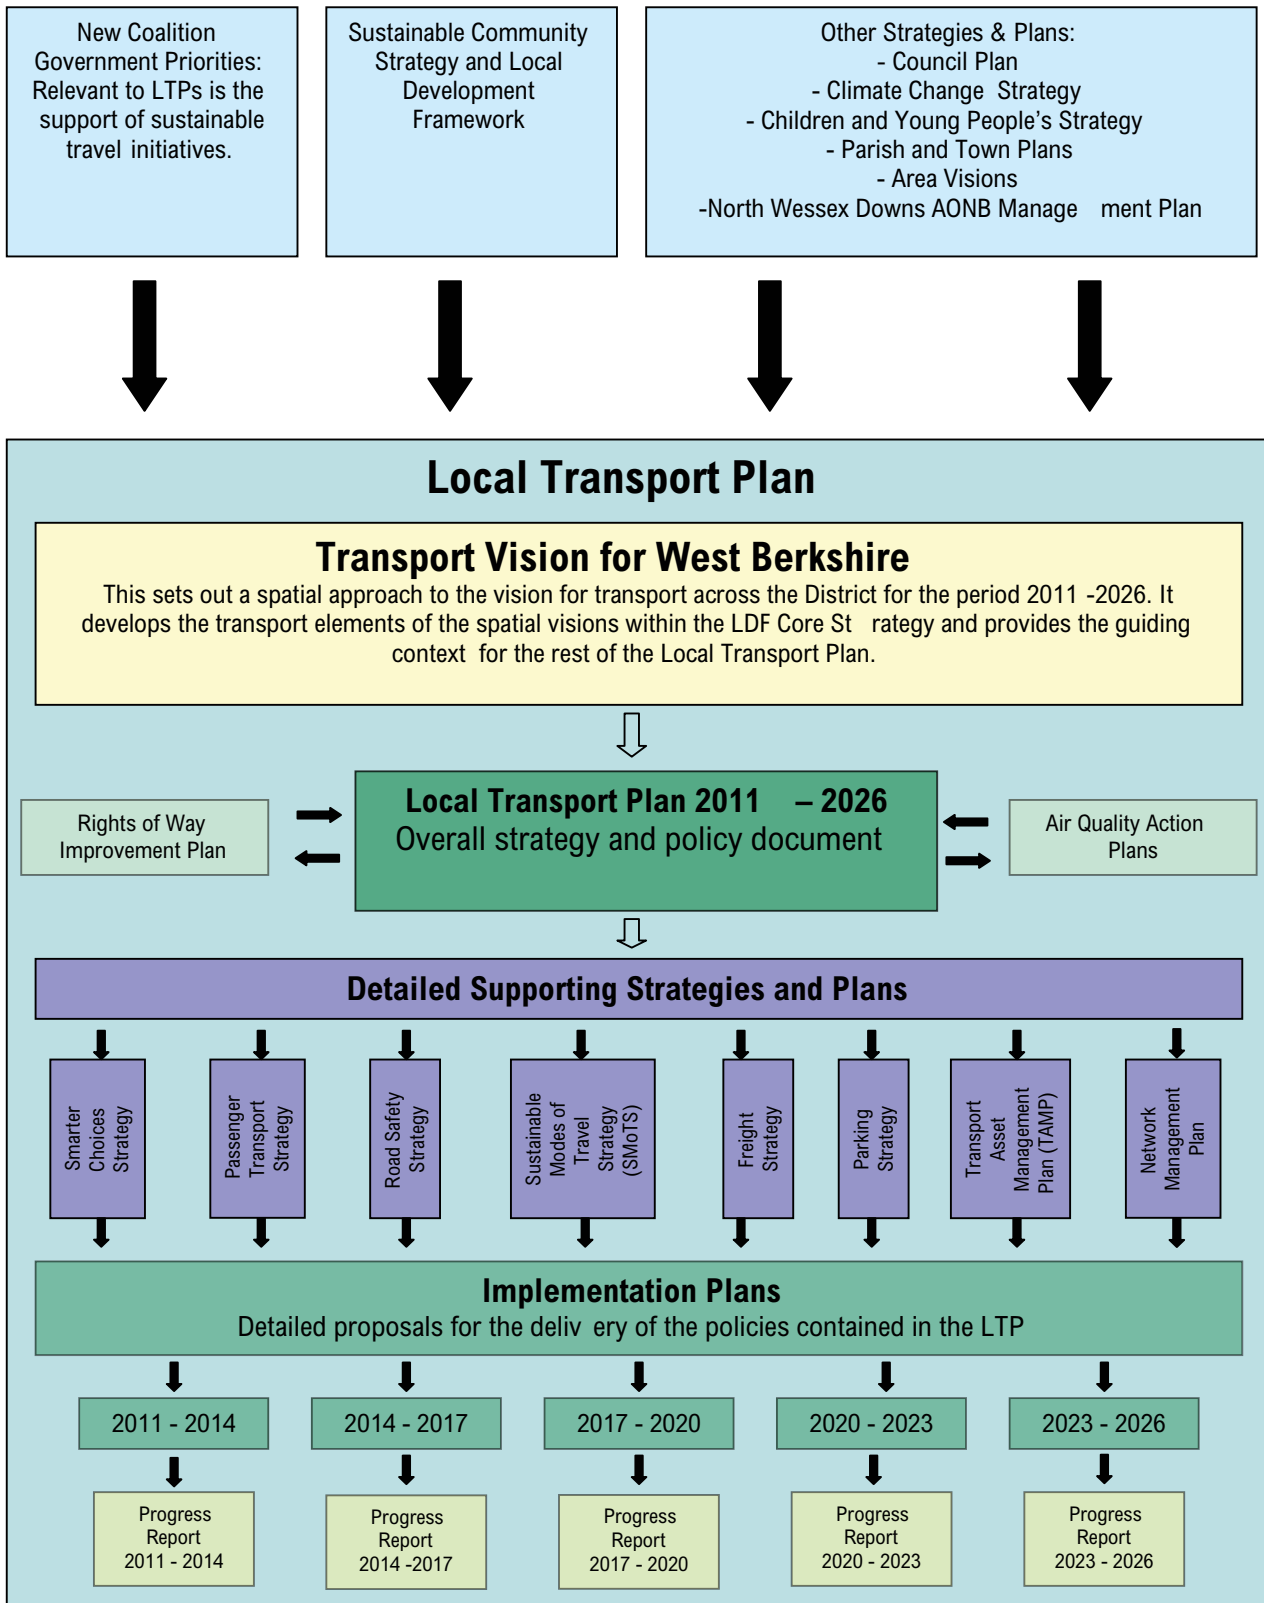 New Coalition
Government Priorities:
Relevant to LTPs is the
support of sustainable
travel initiatives.
Sustainable Community
Strategy and Local
Development
Framework
Other Strategies & Plans:
- Council Plan
- Climate Change Strategy
- Children and Young People's Strategy
- Parish and Town Plans
- Area Visions
-North Wessex Downs AONB Manage ment Plan
Local Transport Plan
Transport Vision for West Berkshire
This sets out a spatial approach to the vision for transport across the District for the period 2011 -2026. It
develops the transport elements of the spatial visions within the LDF Core St rategy and provides the guiding
context for the rest of the Local Transport Plan.
Rights of Way
Improvement Plan
Local Transport Plan 2011 – 2026
Overall strategy and policy document
Air Quality Action
Plans
Detailed Supporting Strategies and Plans
Smarter
Choices
Strategy
Passenger
Transport
Strategy
Road Safety
Strategy
Sustainable
Modes of
Travel
Strategy
(SMoTS)
Freight
Strategy
Parking
Strategy
Transport
Asset
Management
Plan (TAMP)
Network
Management
Plan
Implementation Plans
Detailed proposals for the deliv ery of the policies contained in the LTP
2011 - 2014
2014 - 2017
2017 - 2020
2020 - 2023
2023 - 2026
Progress
Report
2011 - 2014
Progress
Report
2014 -2017
Progress
Report
2017 - 2020
Progress
Report
2020 - 2023
Progress
Report
2023 - 2026